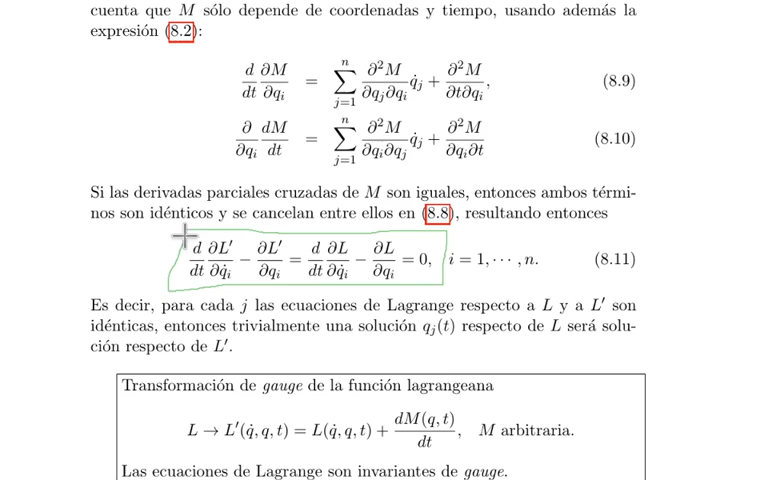 cuenta que M sólo depende de coordenadas y tiempo, usando además la
expresión (8.2):
d/dt ∂M/∂q_i = ∑_{j=1}^{n} ∂²M/∂q_j∂q_i q̇_j + ∂²M/∂t∂q_i, (8.9)
∂/∂q_i dM/dt = ∑_{j=1}^{n} ∂²M/∂q_i∂q_j q̇_j + ∂²M/∂q_i∂t (8.10)
Si las derivadas parciales cruzadas de M son iguales, entonces ambos térmi-
nos son idénticos y se cancelan entre ellos en (8.8), resultando entonces
d/dt ∂L′/∂q̇_i − ∂L′/∂q_i = d/dt ∂L/∂q̇_i − ∂L/∂q_i = 0, i = 1, ⋯ , n. (8.11)
Es decir, para cada j las ecuaciones de Lagrange respecto a L y a L′ son
idénticas, entonces trivialmente una solución q_j(t) respecto de L será solu-
ción respecto de L′.
Transformación de gauge de la función lagrangeana
L → L′(q̇, q, t) = L(q̇, q, t) + dM(q, t)/dt, M arbitraria.
Las ecuaciones de Lagrange son invariantes de gauge.